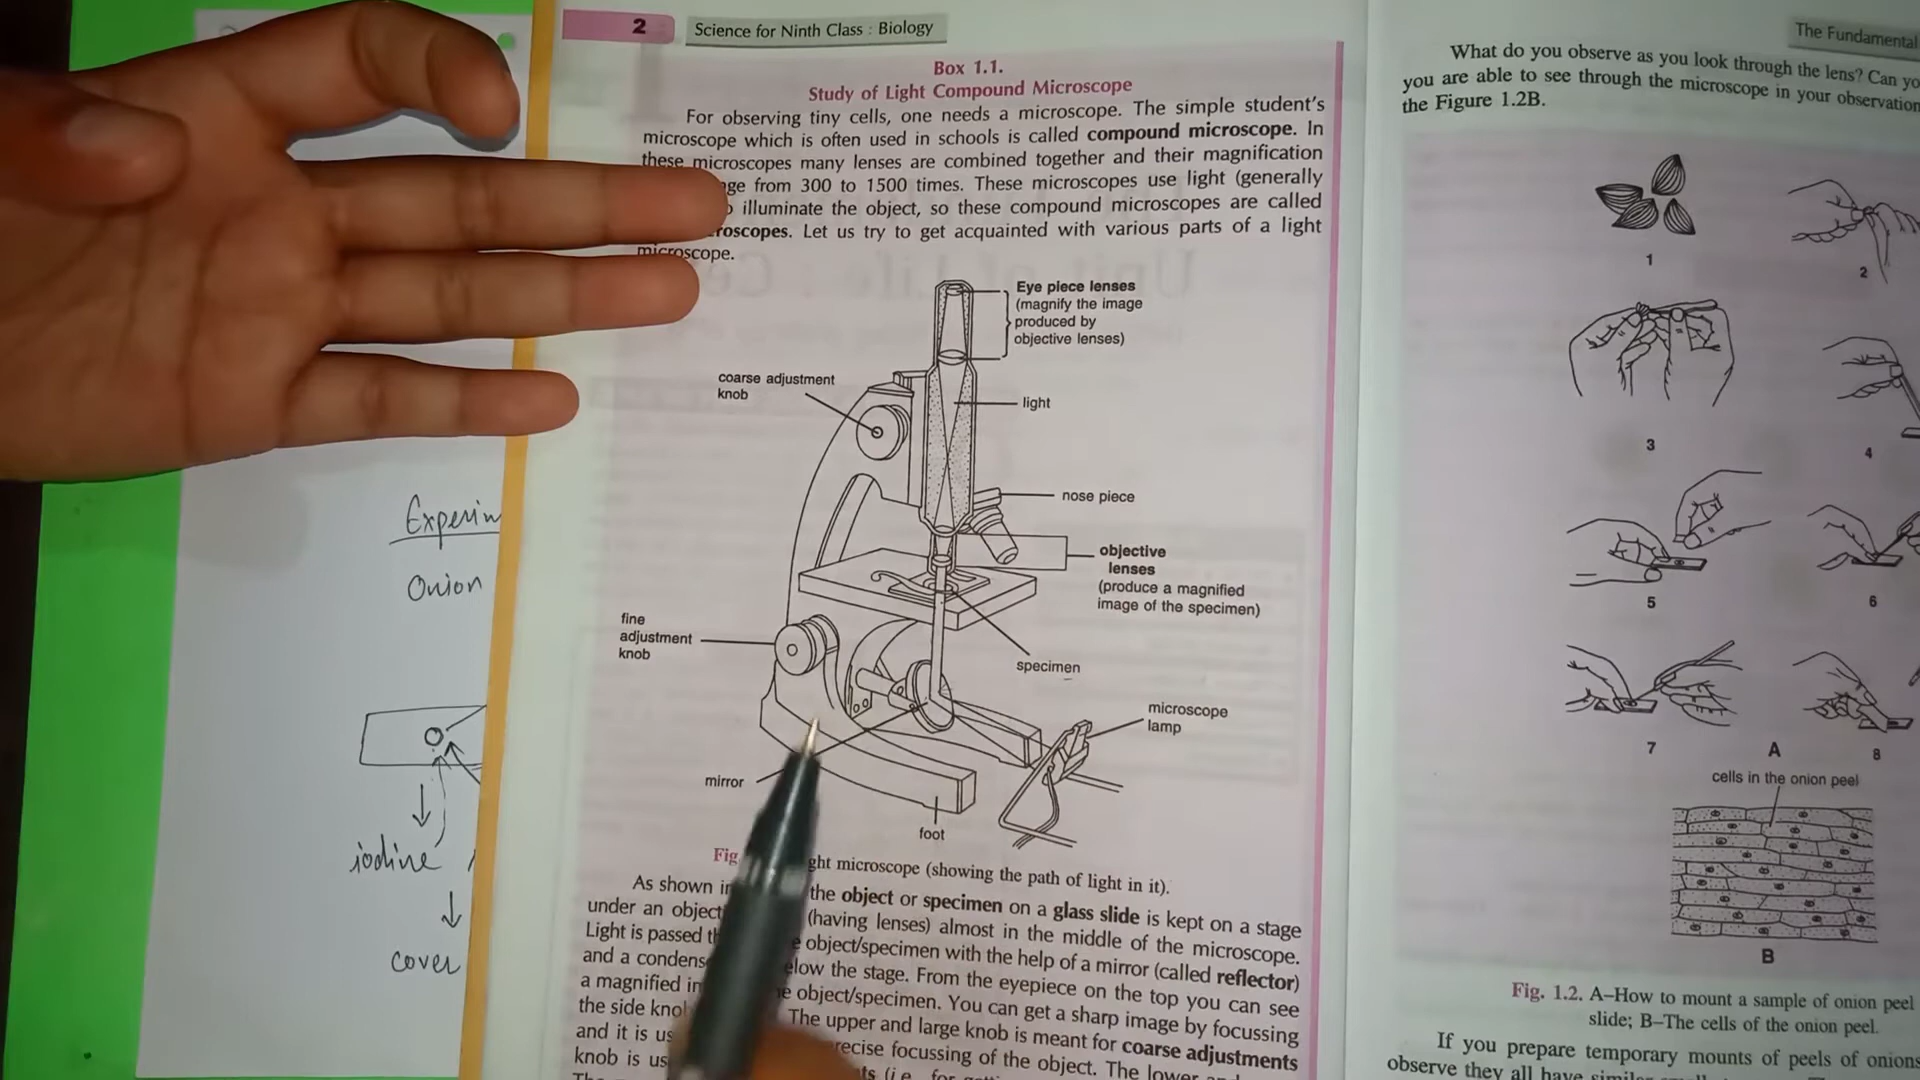 2
Science for Ninth Class : Biology
Box 1.1.
Study of Light Compound Microscope
For observing tiny cells, one needs a microscope. The simple student's
microscope which is often used in schools is called compound microscope. In
these microscopes many lenses are combined together and their magnification
from 300 to 1500 times. These microscopes use light (generally
illuminate the object, so these compound microscopes are called
Let us try to get acquainted with various parts of a light
microscope.
Eye piece lenses
(magnify the image
produced by
objective lenses)
coarse adjustment
knob
light
nose piece
objective
lenses
(produce a magnified
image of the specimen)
fine
adjustment
knob
specimen
microscope
lamp
mirror
foot
Fig
microscope (showing the path of light in it).
As shown the object or specimen on a glass slide is kept on a stage
under an (having lenses) almost in the middle of the microscope.
Light is passed object/specimen with the help of a mirror (called reflector)
and a the stage. From the eyepiece on the top you can see
a magnified object/specimen. You can get a sharp image by focussing
the side The upper and large knob is meant for coarse adjustments
and it is focussing of the object. The lower
knob is
Experim
Onion
iodine
cover
The Fundamental
What do you observe as you look through the lens? Can
you are able to see through the microscope in your observation
the Figure 1.2B.
1
2
3
4
5
6
7
A
8
cells in the onion peel
B
Fig. 1.2. A–How to mount a sample of onion peel
slide; B–The cells of the onion peel.
If you prepare temporary mounts of peels of onions
observe they all have